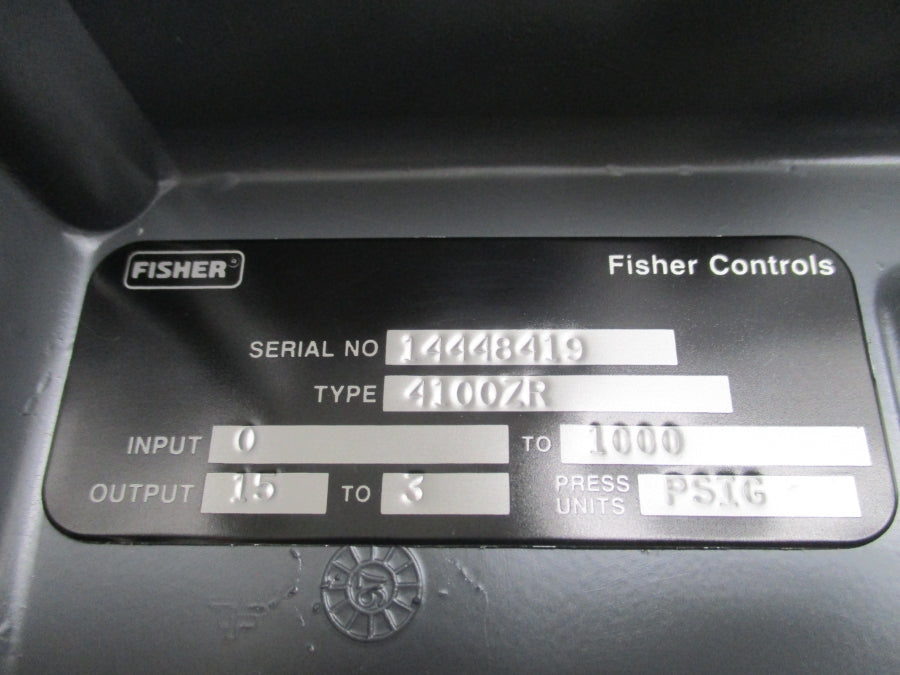 FISHER®
Fisher Controls
SERIAL NO 14448419
TYPE 4100ZR
INPUT 0 TO 1000
OUTPUT 15 TO 3 PRESS UNITS PSIG